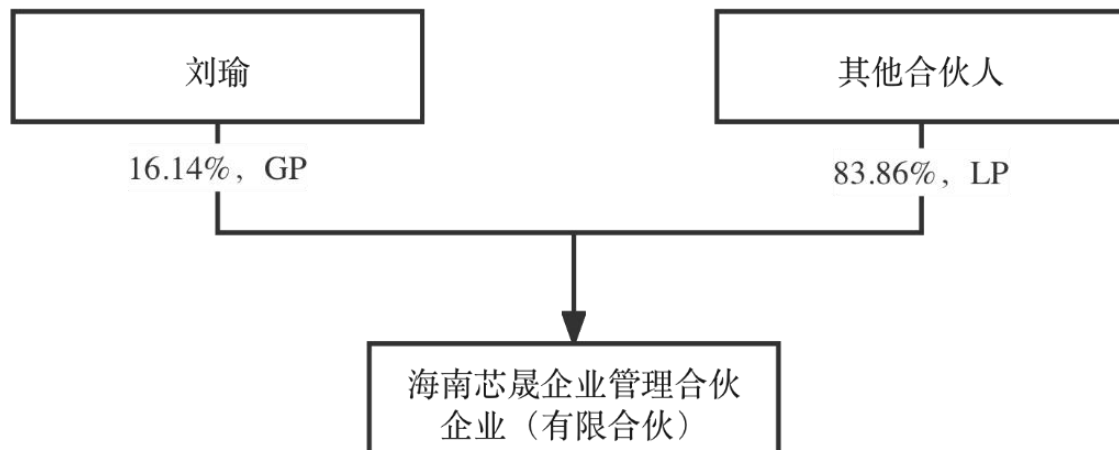 刘瑜
其他合伙人
16.14%，GP
83.86%，LP
海南芯晟企业管理合伙
企业（有限合伙）